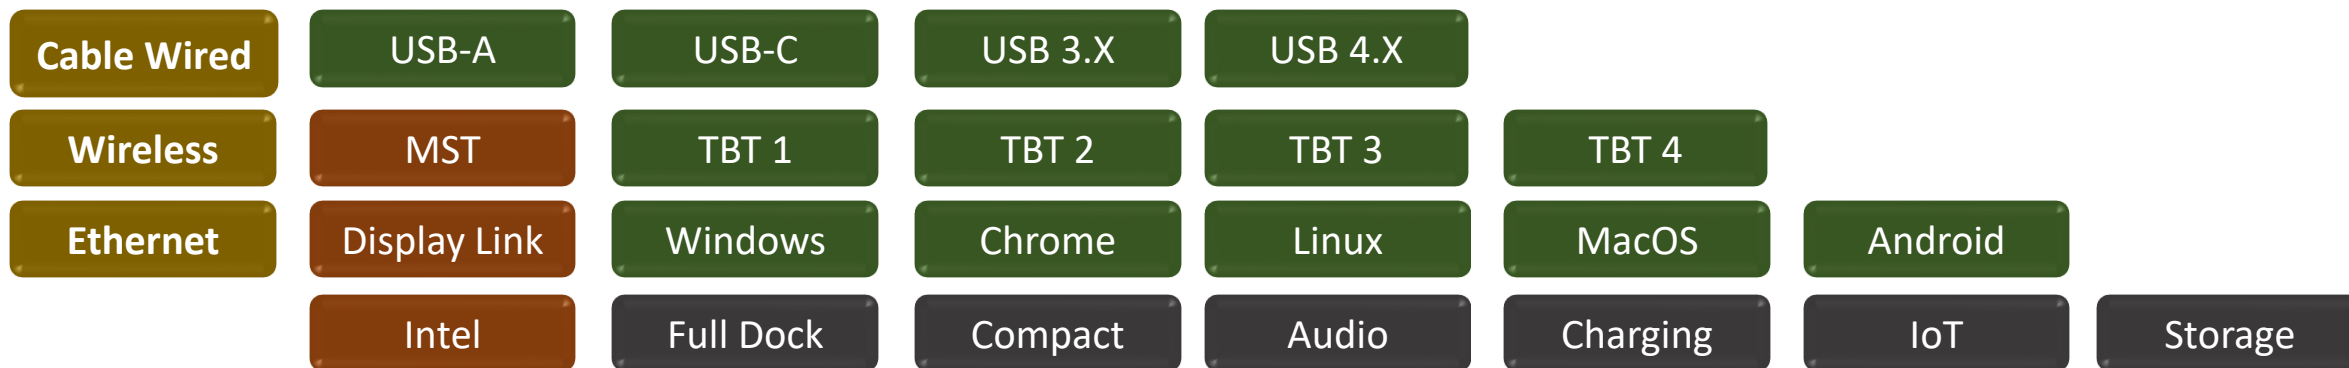 Cable Wired USB-A USB-C USB 3.X USB 4.X
Wireless MST TBT 1 TBT 2 TBT 3 TBT 4
Ethernet Display Link Windows Chrome Linux MacOS Android
Intel Full Dock Compact Audio Charging IoT Storage